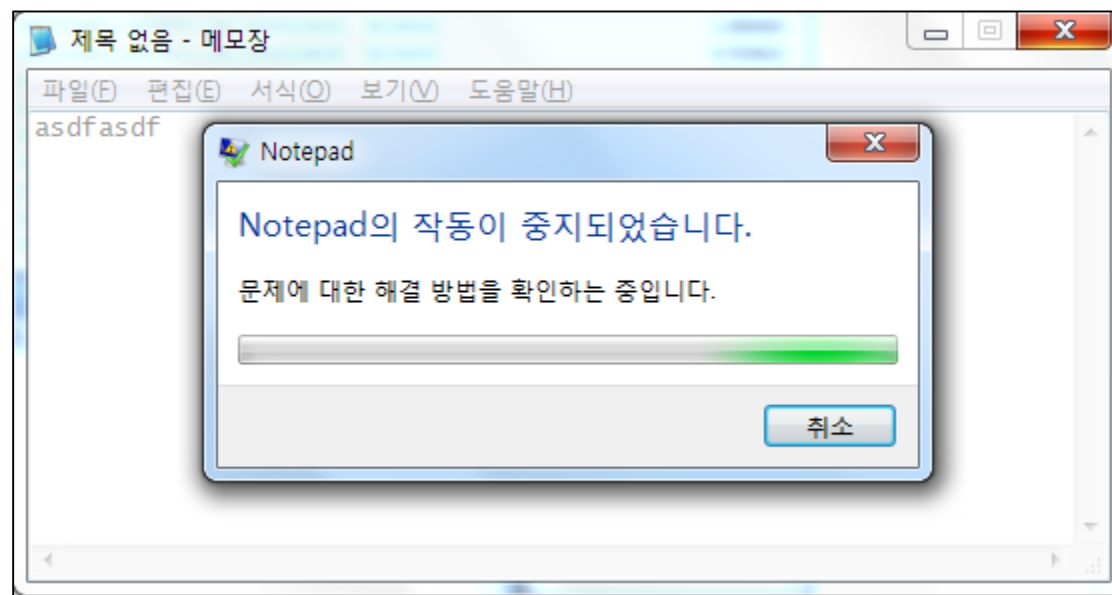 제목 없음 - 메모장
파일(F) 편집(E) 서식(O) 보기(V) 도움말(H)
asdfasdf
Notepad
Notepad의 작동이 중지되었습니다.
문제에 대한 해결 방법을 확인하는 중입니다.
취소